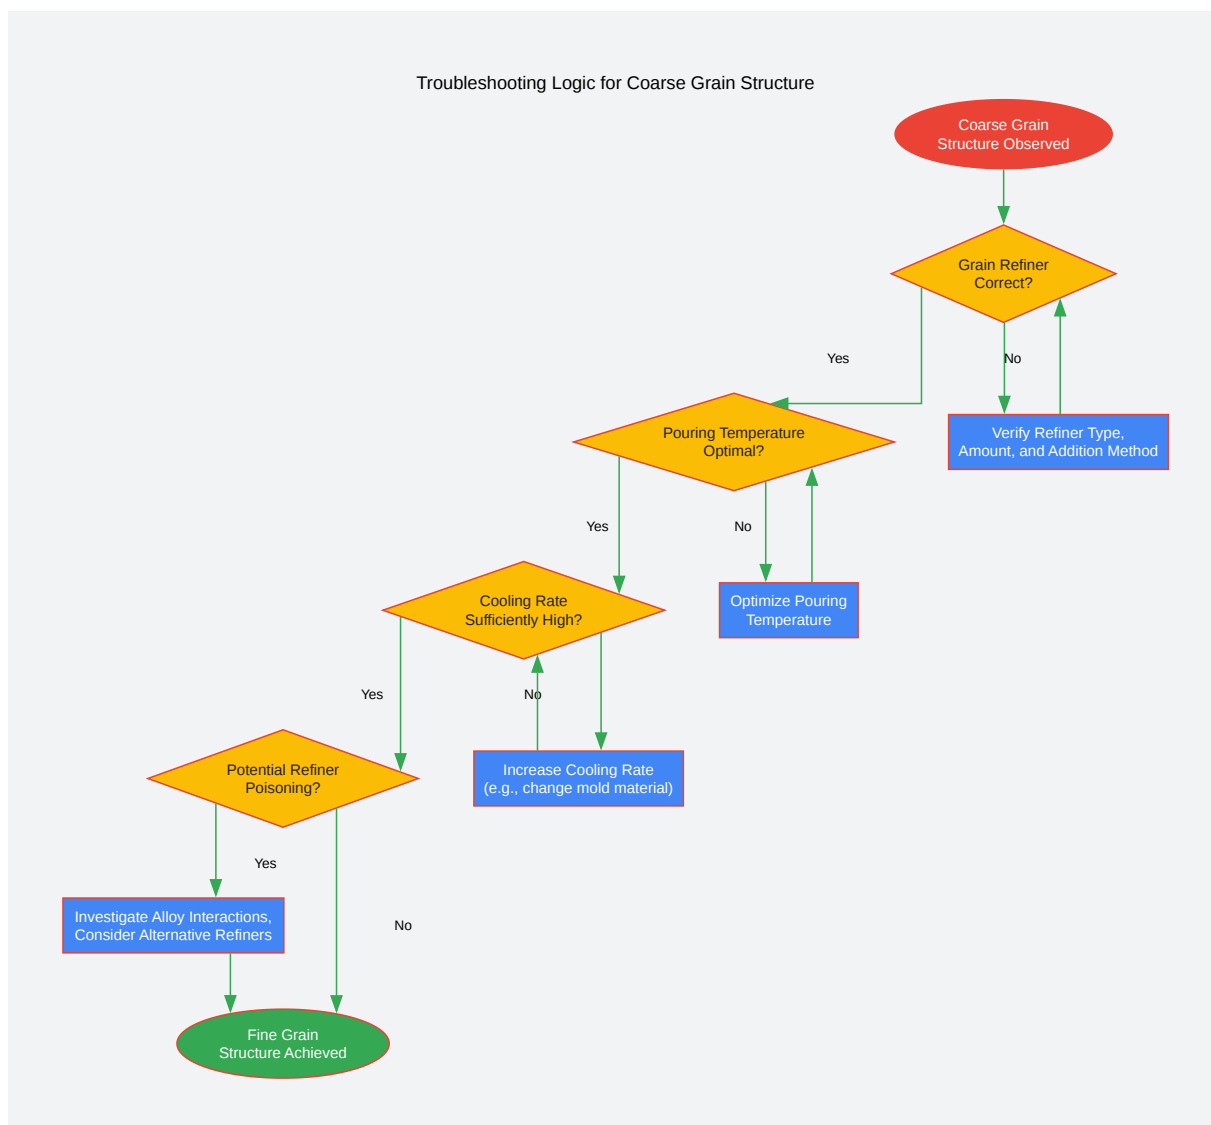 Troubleshooting Logic for Coarse Grain Structure
Coarse Grain
Structure Observed
Grain Refiner
Correct?
Yes
No
Pouring Temperature
Optimal?
Verify Refiner Type,
Amount, and Addition Method
Yes
No
Cooling Rate
Sufficiently High?
Optimize Pouring
Temperature
Yes
No
Potential Refiner
Poisoning?
Increase Cooling Rate
(e.g., change mold material)
Yes
Investigate Alloy Interactions,
Consider Alternative Refiners
No
Fine Grain
Structure Achieved